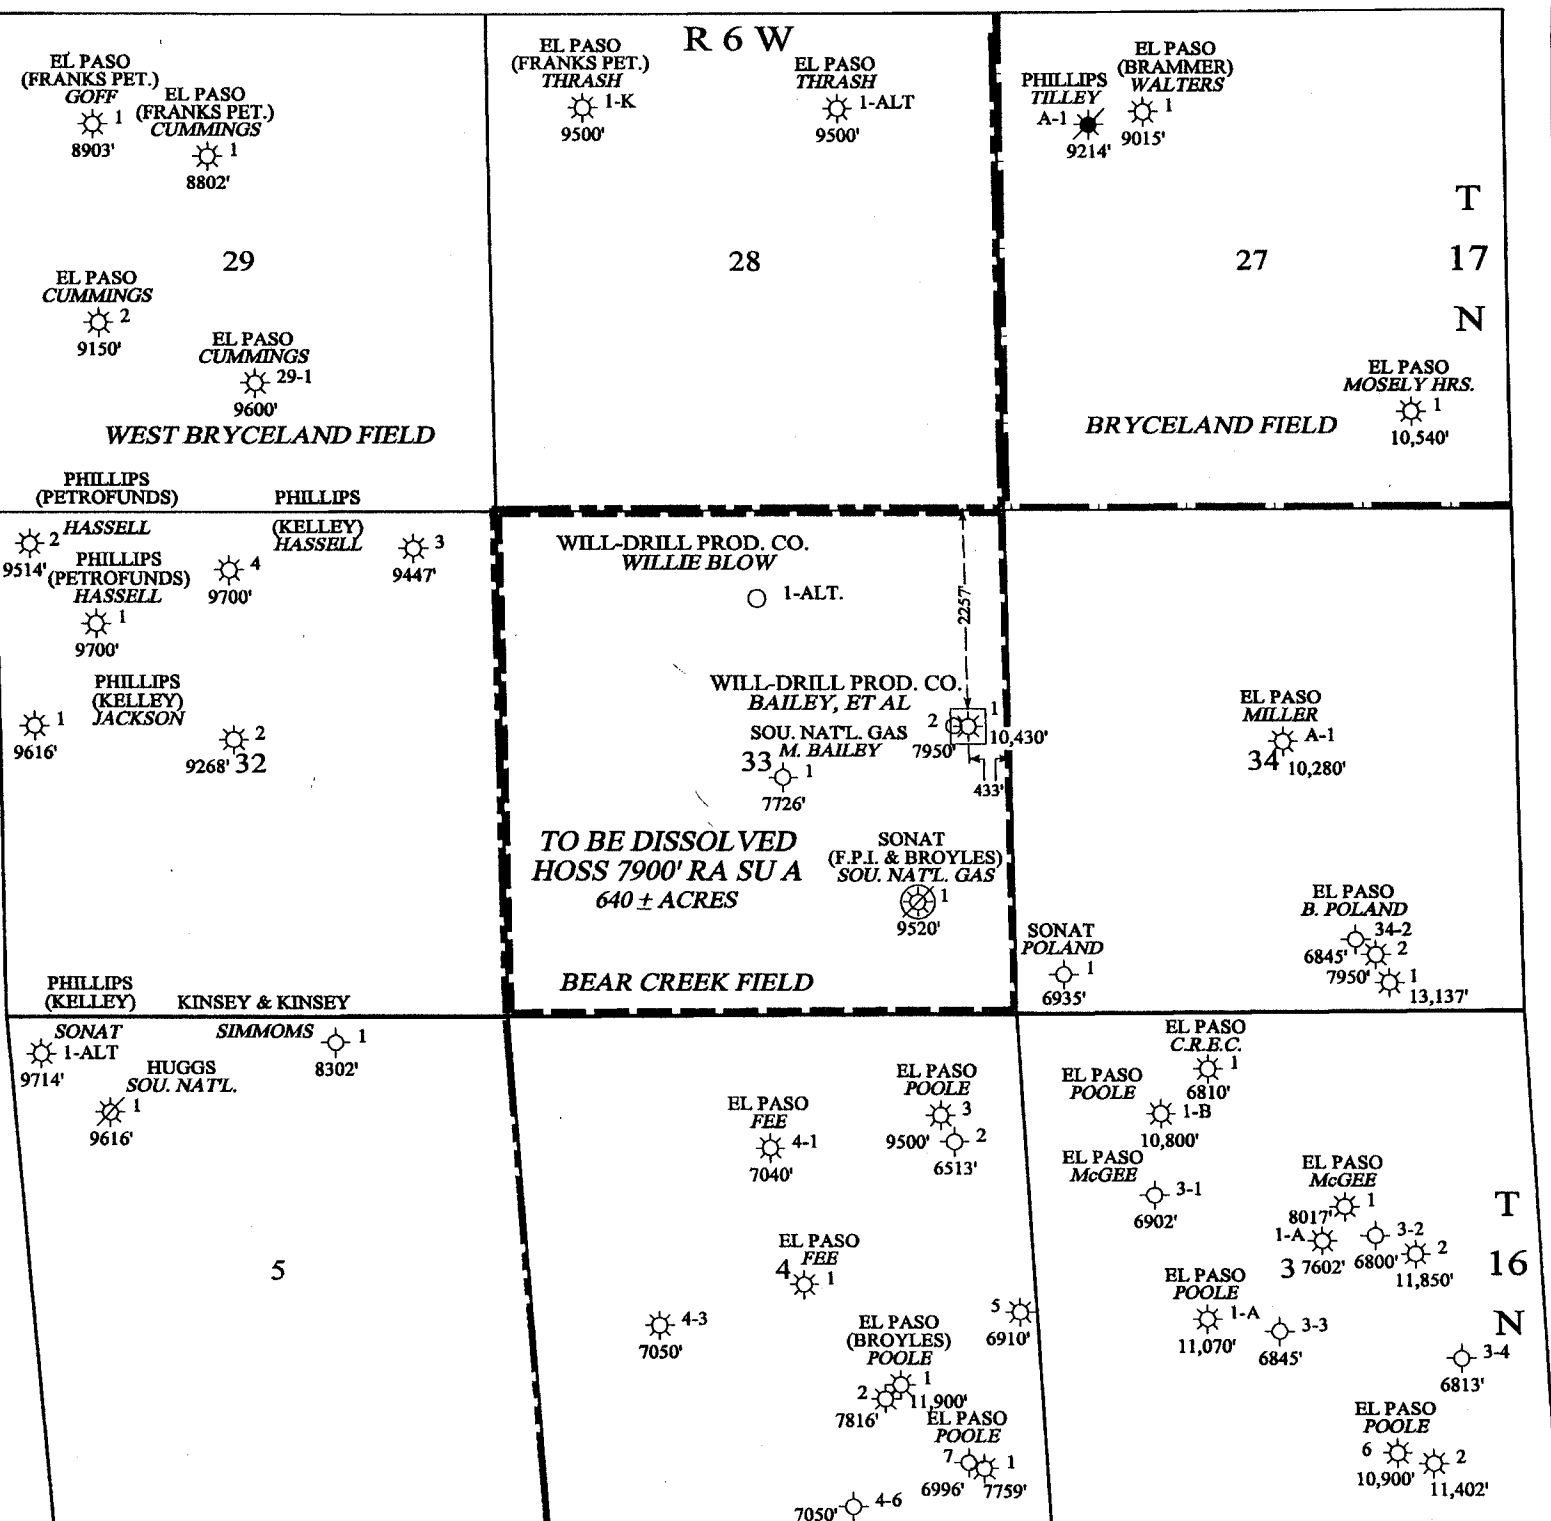 R 6 W
EL PASO
(FRANKS PET.)
GOFF
1
8903'
EL PASO
(FRANKS PET.)
CUMMINGS
1
8802'
29
EL PASO
CUMMINGS
2
9150'
EL PASO
CUMMINGS
29-1
9600'
WEST BRYCELAND FIELD
EL PASO
(FRANKS PET.)
THRASH
1-K
9500'
EL PASO
THRASH
1-ALT
9500'
28
PHILLIPS
TILLEY
A-1
9214'
EL PASO
(BRAMMER)
WALTERS
1
9015'
27
T
17
N
EL PASO
MOSELY HRS.
1
10,540'
BRYCELAND FIELD
PHILLIPS
(PETROFUNDS)
HASSELL
2
9514'
PHILLIPS
(KELLEY)
HASSELL
3
9447'
4
9700'
PHILLIPS
(PETROFUNDS)
HASSELL
1
9700'
PHILLIPS
(KELLEY)
JACKSON
1
9616'
2
9268'
32
WILL-DRILL PROD. CO.
WILLIE BLOW
1-ALT.
2257'
WILL-DRILL PROD. CO.
BAILEY, ET AL
1
10,430'
2
7950'
433'
SOU. NAT'L. GAS
M. BAILEY
33
1
7726'
TO BE DISSOLVED
HOSS 7900' RA SU A
640 ± ACRES
SONAT
(F.P.I. & BROYLES)
SOU. NAT'L. GAS
1
9520'
BEAR CREEK FIELD
EL PASO
MILLER
A-1
34
10,280'
SONAT
POLAND
1
6935'
EL PASO
B. POLAND
34-2
6845'
2
7950'
1
13,137'
PHILLIPS
(KELLEY)
SONAT
1-ALT
9714'
KINSEY & KINSEY
SIMMOMS
1
8302'
HUGGS
SOU. NAT'L.
1
9616'
5
EL PASO
FEE
4-1
7040'
EL PASO
POOLE
3
9500'
2
6513'
EL PASO
FEE
4
1
4-3
7050'
5
6910'
EL PASO
(BROYLES)
POOLE
1
11,900'
2
7816'
EL PASO
POOLE
7
6996'
1
7759'
4-6
7050'
EL PASO
C.R.E.C.
1
6810'
EL PASO
POOLE
1-B
10,800'
EL PASO
McGEE
3-1
6902'
EL PASO
McGEE
1
8017'
1-A
7602'
3-2
6800'
2
11,850'
3
EL PASO
POOLE
1-A
11,070'
3-3
6845'
3-4
6813'
T
16
N
EL PASO
POOLE
6
10,900'
2
11,402'